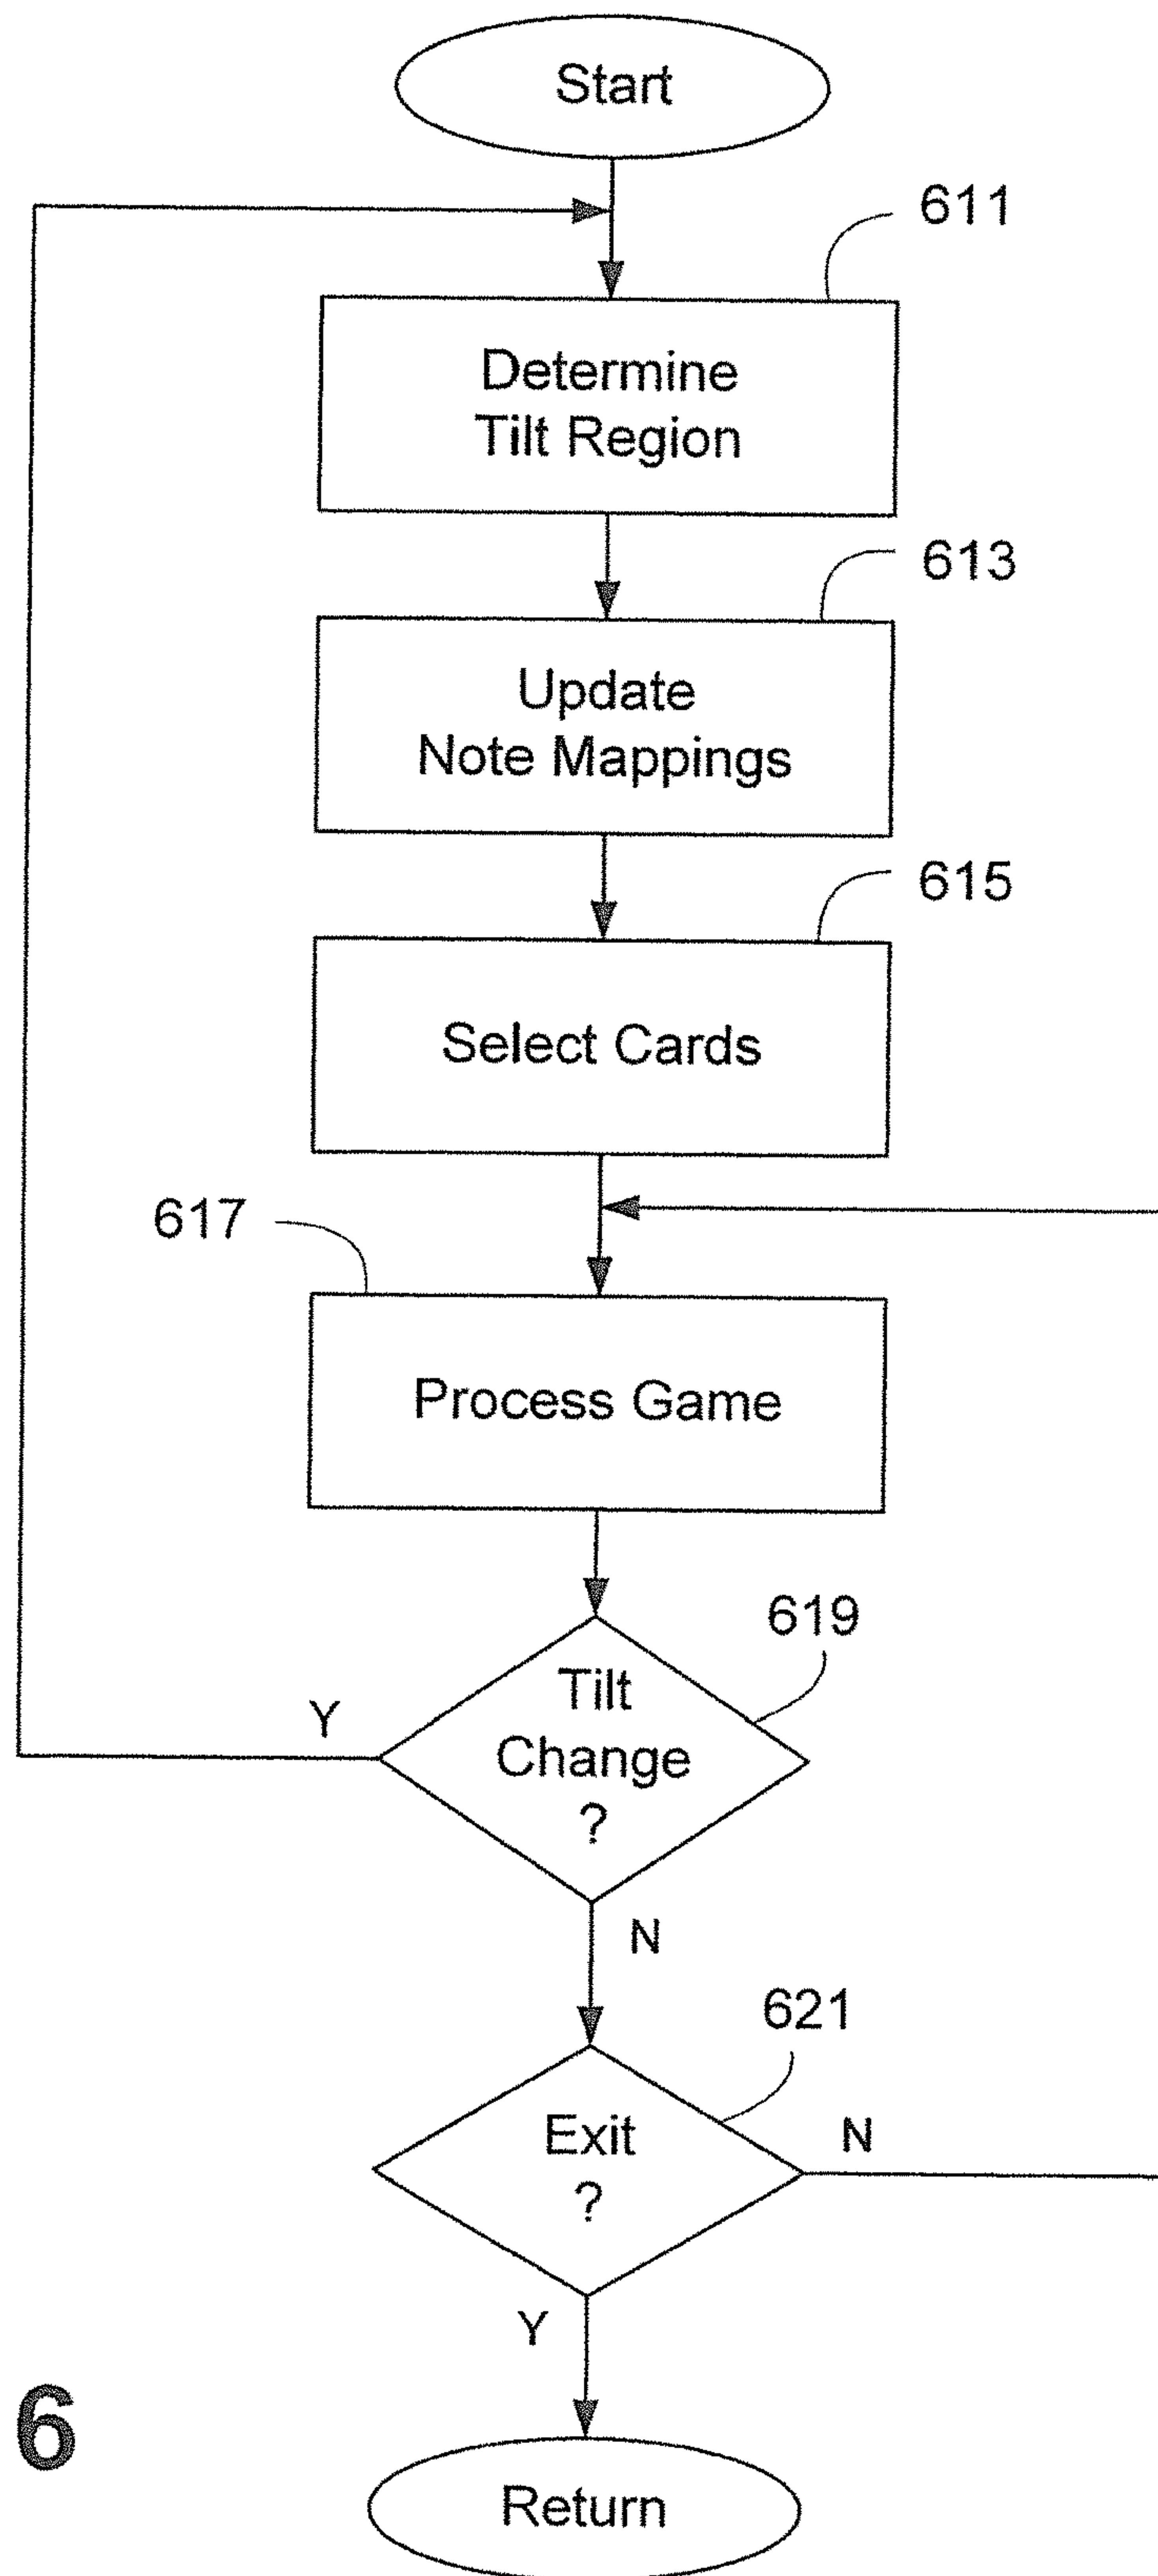 Start
611
Determine
Tilt Region
613
Update
Note Mappings
615
Select Cards
617
Process Game
619
Tilt
Change
?
Y
N
621
Exit
?
N
Y
6
Return